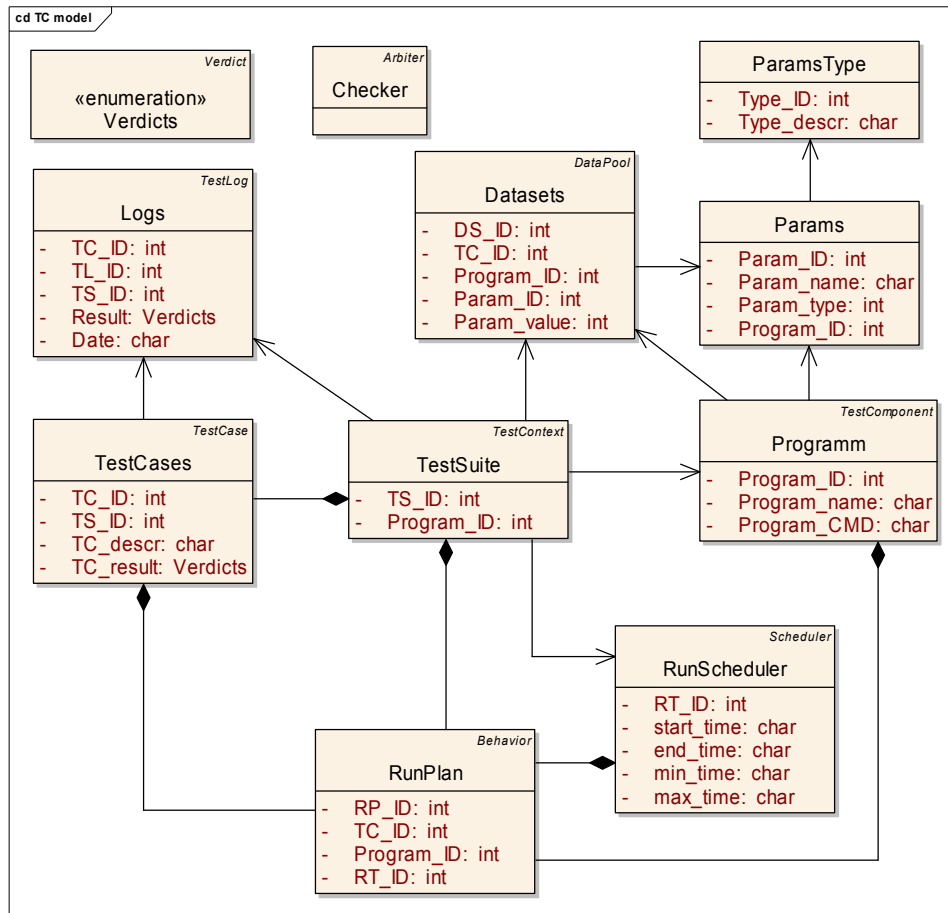 cd TC model
Verdict
«enumeration»
Verdicts
Arbiter
Checker
ParamsType
- Type_ID: int
- Type_descr: char
TestLog
Logs
- TC_ID: int
- TL_ID: int
- TS_ID: int
- Result: Verdicts
- Date: char
DataPool
Datasets
- DS_ID: int
- TC_ID: int
- Program_ID: int
- Param_ID: int
- Param_value: int
Params
- Param_ID: int
- Param_name: char
- Param_type: int
- Program_ID: int
TestCase
TestCases
- TC_ID: int
- TS_ID: int
- TC_descr: char
- TC_result: Verdicts
TestContext
TestSuite
- TS_ID: int
- Program_ID: int
TestComponent
Programm
- Program_ID: int
- Program_name: char
- Program_CMD: char
Scheduler
RunScheduler
- RT_ID: int
- start_time: char
- end_time: char
- min_time: char
- max_time: char
Behavior
RunPlan
- RP_ID: int
- TC_ID: int
- Program_ID: int
- RT_ID: int